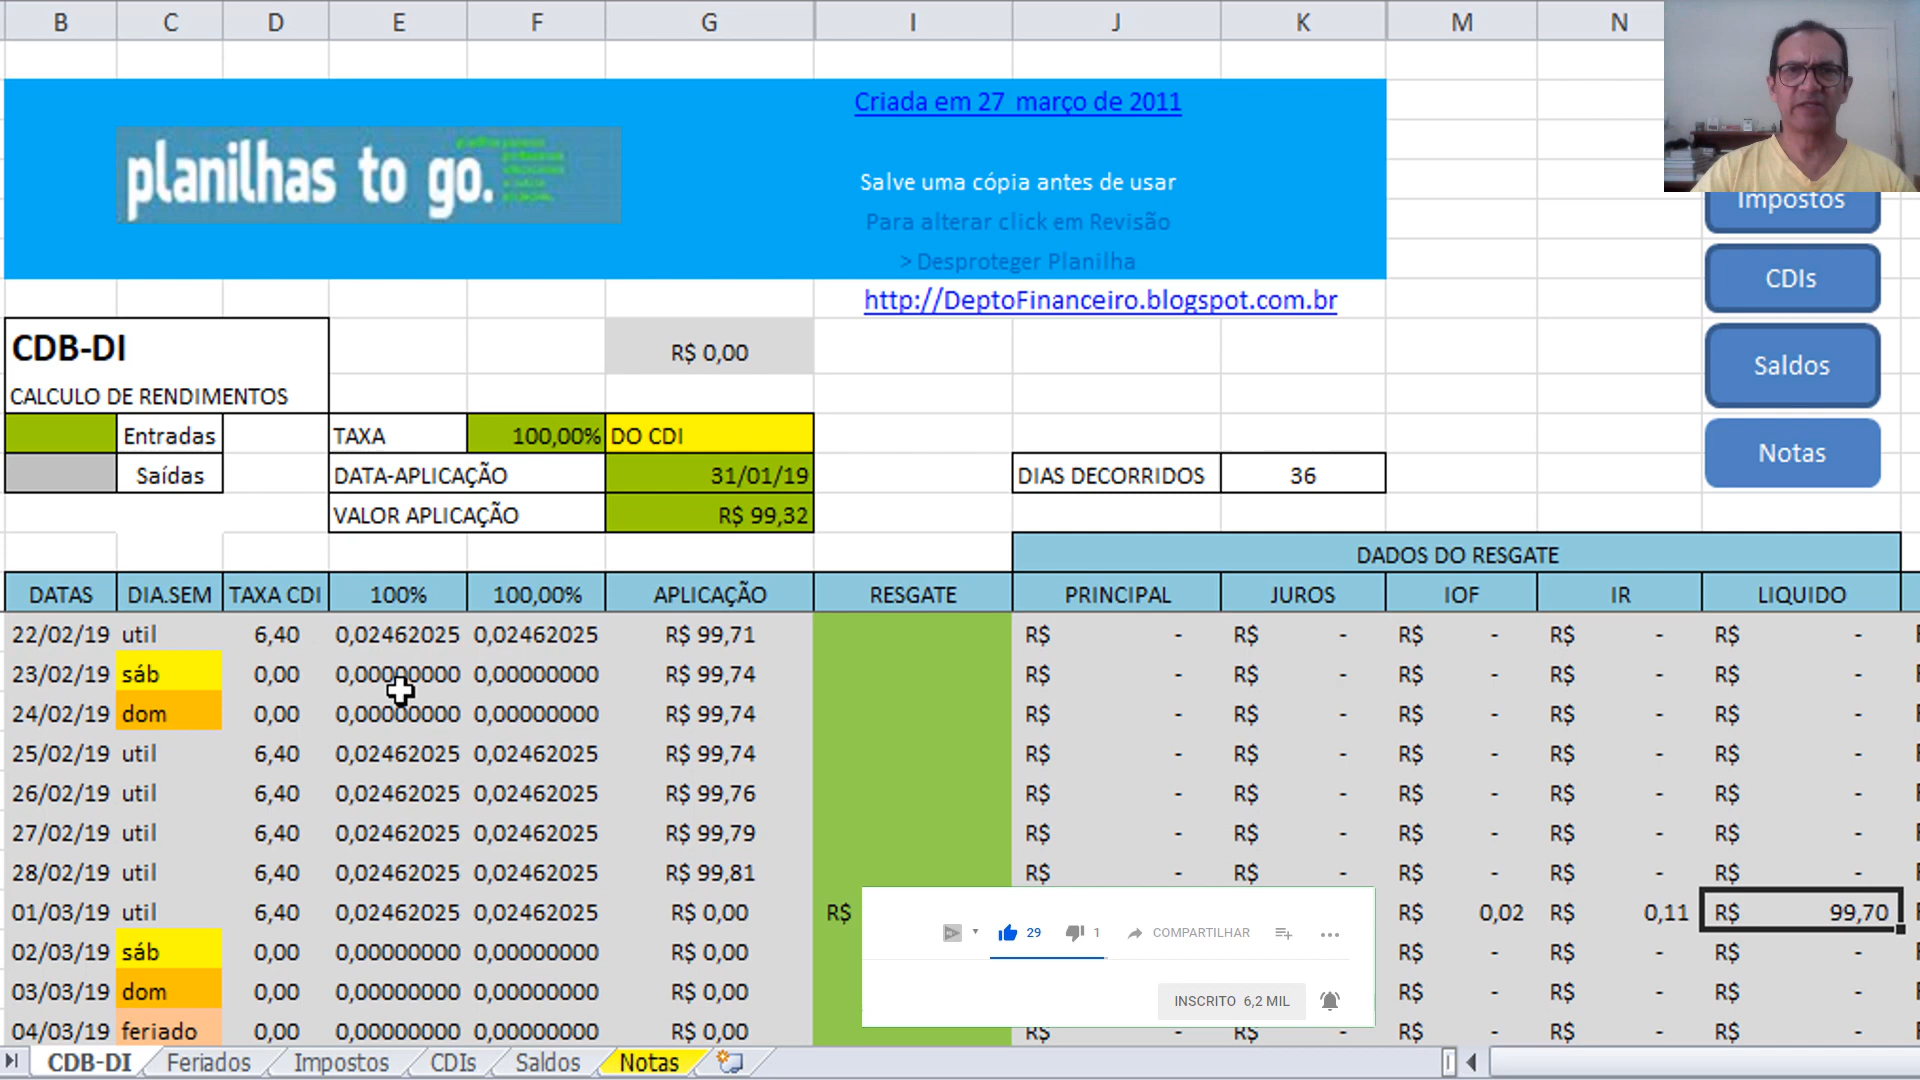 B C D E F G I J K M N
Criada em 27 março de 2011
planilhas to go.
Salve uma cópia antes de usar
Para alterar click em Revisão
> Desproteger Planilha
http://DeptoFinanceiro.blogspot.com.br
Impostos
CDIs
Saldos
Notas
CDB-DI
R$ 0,00
CALCULO DE RENDIMENTOS
Entradas TAXA 100,00% DO CDI
Saídas DATA-APLICAÇÃO 31/01/19 DIAS DECORRIDOS 36
VALOR APLICAÇÃO R$ 99,32
DADOS DO RESGATE
DATAS DIA.SEM TAXA CDI 100% 100,00% APLICAÇÃO RESGATE PRINCIPAL JUROS IOF IR LIQUIDO
22/02/19 util 6,40 0,02462025 0,02462025 R$ 99,71 R$ - R$ - R$ - R$ - R$ -
23/02/19 sáb 0,00 0,00000000 0,00000000 R$ 99,74 R$ - R$ - R$ - R$ - R$ -
24/02/19 dom 0,00 0,00000000 0,00000000 R$ 99,74 R$ - R$ - R$ - R$ - R$ -
25/02/19 util 6,40 0,02462025 0,02462025 R$ 99,74 R$ - R$ - R$ - R$ - R$ -
26/02/19 util 6,40 0,02462025 0,02462025 R$ 99,76 R$ - R$ - R$ - R$ - R$ -
27/02/19 util 6,40 0,02462025 0,02462025 R$ 99,79 R$ - R$ - R$ - R$ - R$ -
28/02/19 util 6,40 0,02462025 0,02462025 R$ 99,81 R$ - R$ - R$ - R$ - R$ -
01/03/19 util 6,40 0,02462025 0,02462025 R$ 0,00 R$ R$ 0,02 R$ 0,11 R$ 99,70
02/03/19 sáb 0,00 0,00000000 0,00000000 R$ 0,00 R$ - R$ - R$ -
03/03/19 dom 0,00 0,00000000 0,00000000 R$ 0,00 R$ - R$ - R$ -
04/03/19 feriado 0,00 0,00000000 0,00000000 R$ 0,00 R$ - R$ - R$ - R$ - R$ -
29 1 COMPARTILHAR
INSCRITO 6,2 MIL
CDB-DI Feriados Impostos CDIs Saldos Notas